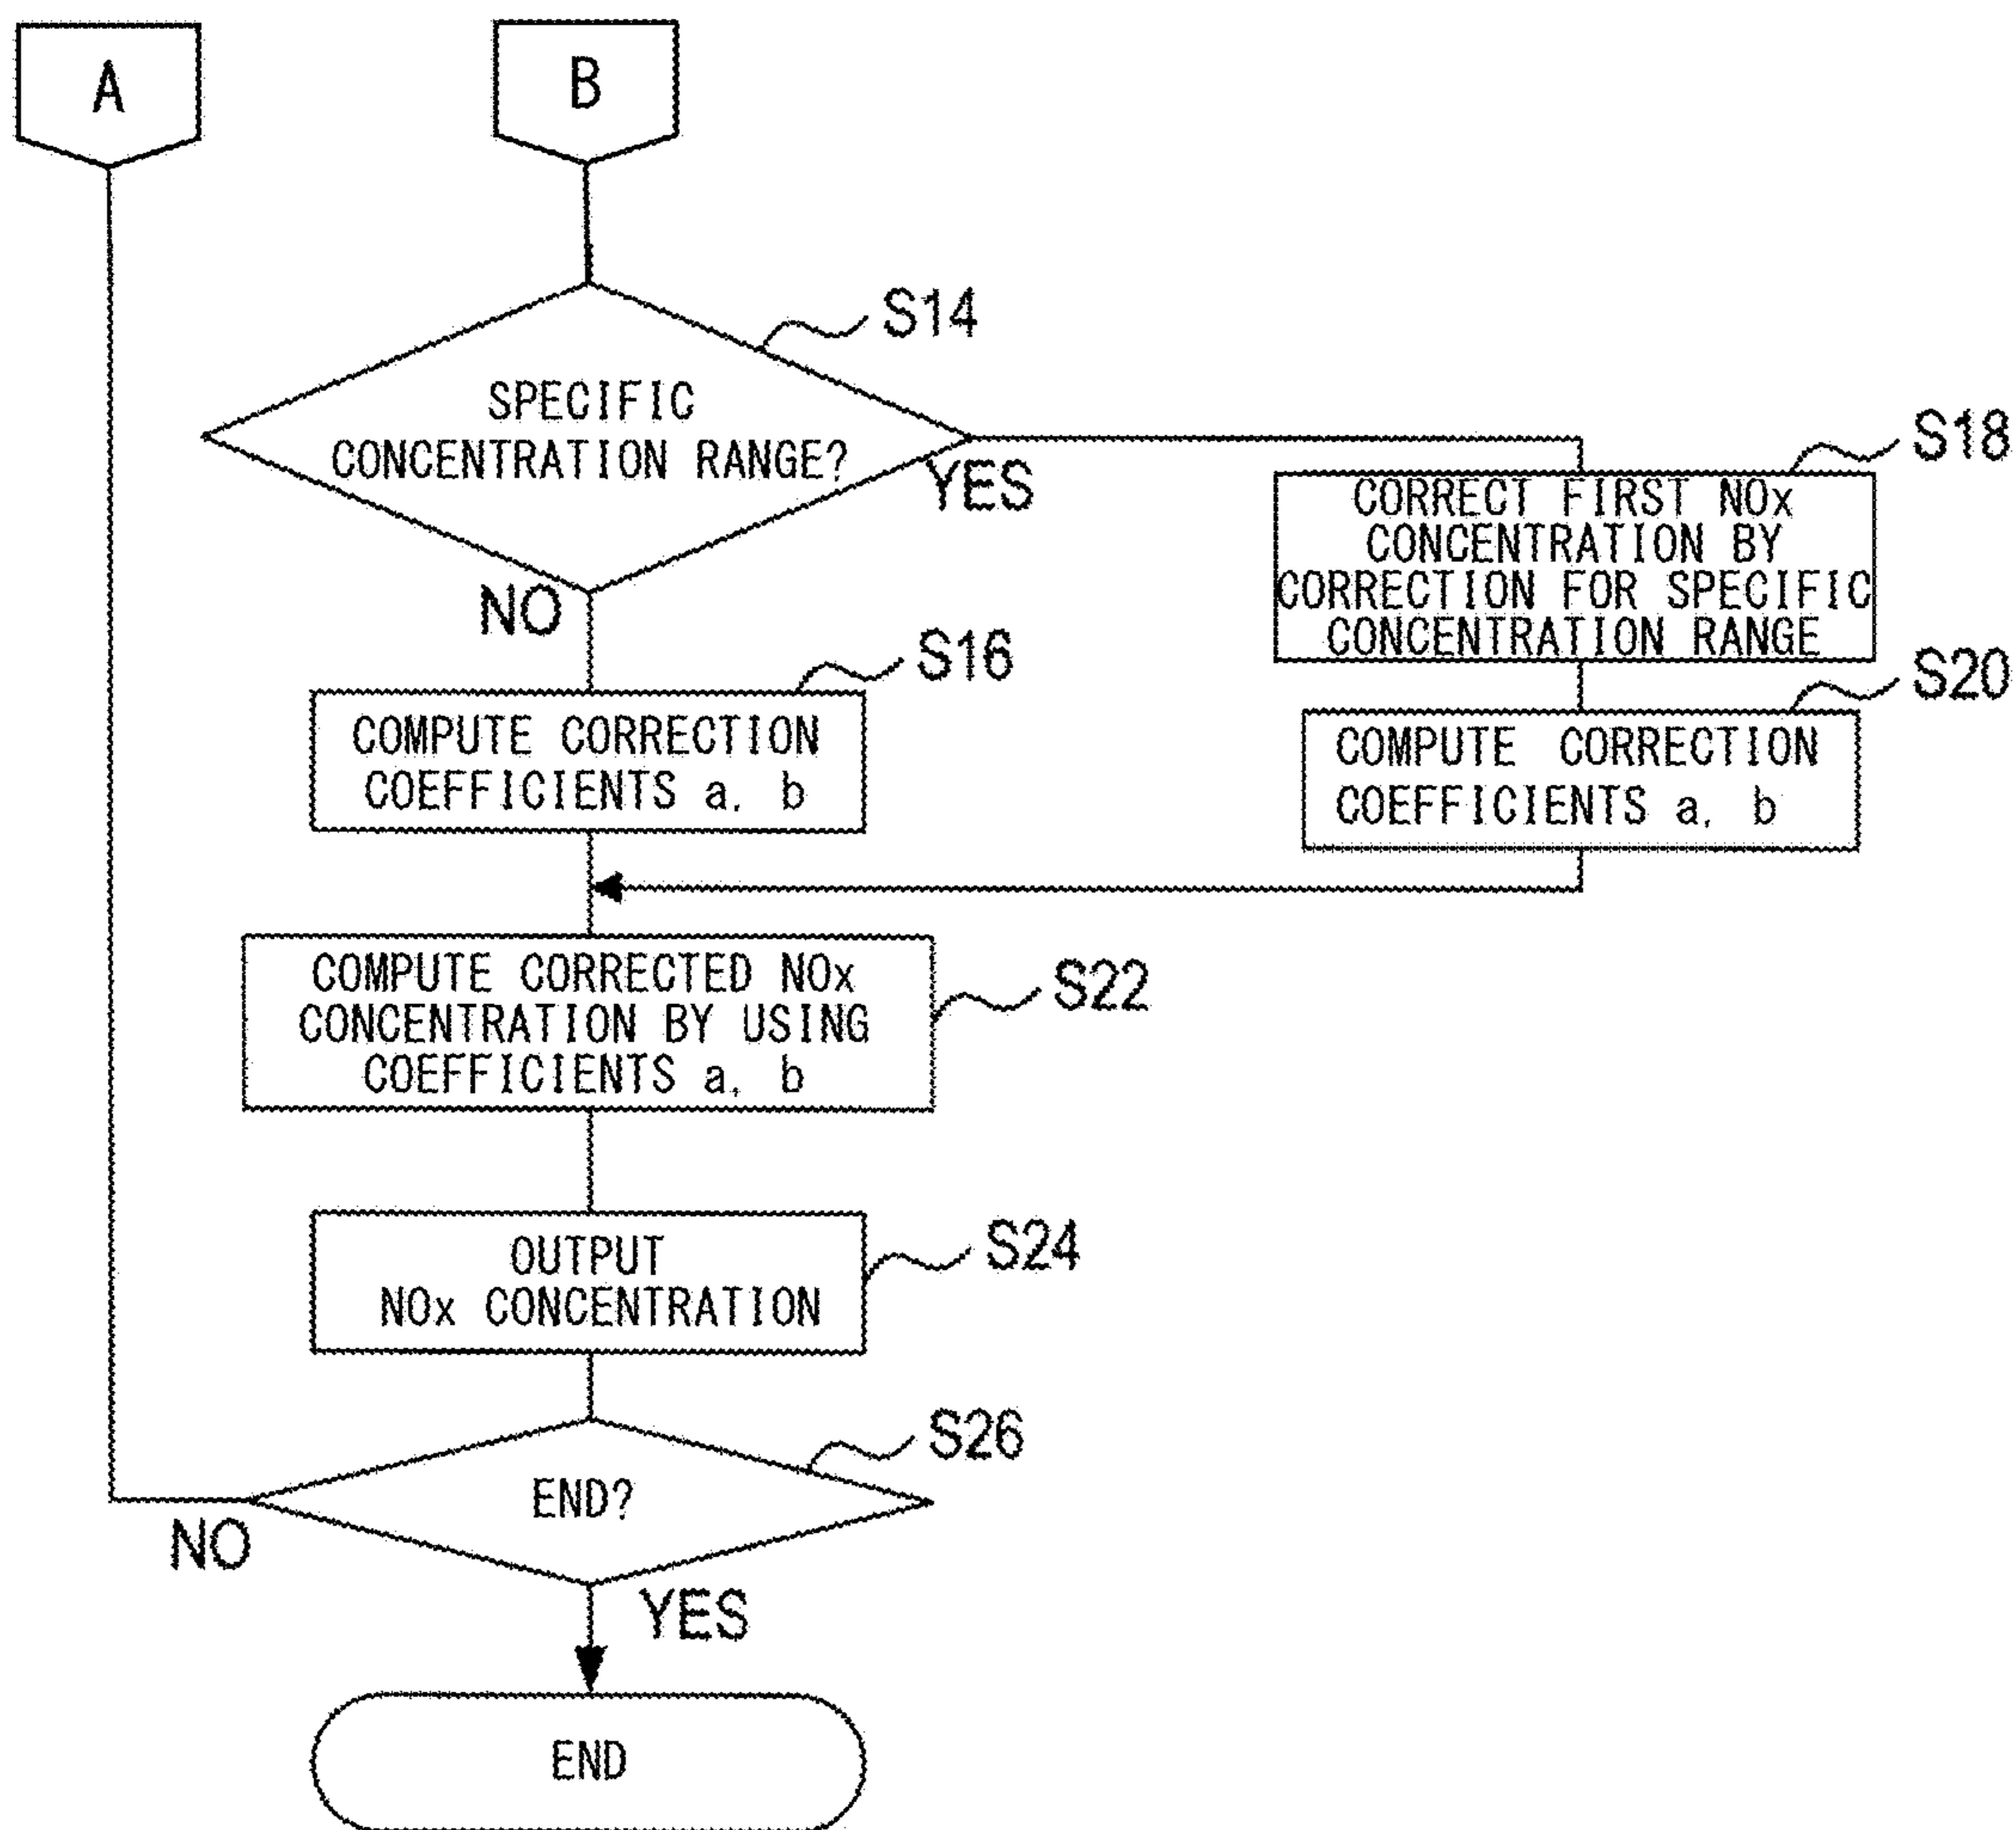 A
B
S14
SPECIFIC
CONCENTRATION RANGE?
YES
NO
S18
CORRECT FIRST NOx
CONCENTRATION BY
CORRECTION FOR SPECIFIC
CONCENTRATION RANGE
S16
COMPUTE CORRECTION
COEFFICIENTS a, b
S20
COMPUTE CORRECTION
COEFFICIENTS a, b
COMPUTE CORRECTED NOx
CONCENTRATION BY USING
COEFFICIENTS a, b
S22
OUTPUT
NOx CONCENTRATION
S24
S26
END?
NO
YES
END